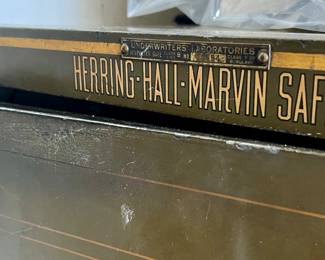 UNDERWRITERS' LABORATORIES
HERRING-HALL-MARVIN SAF